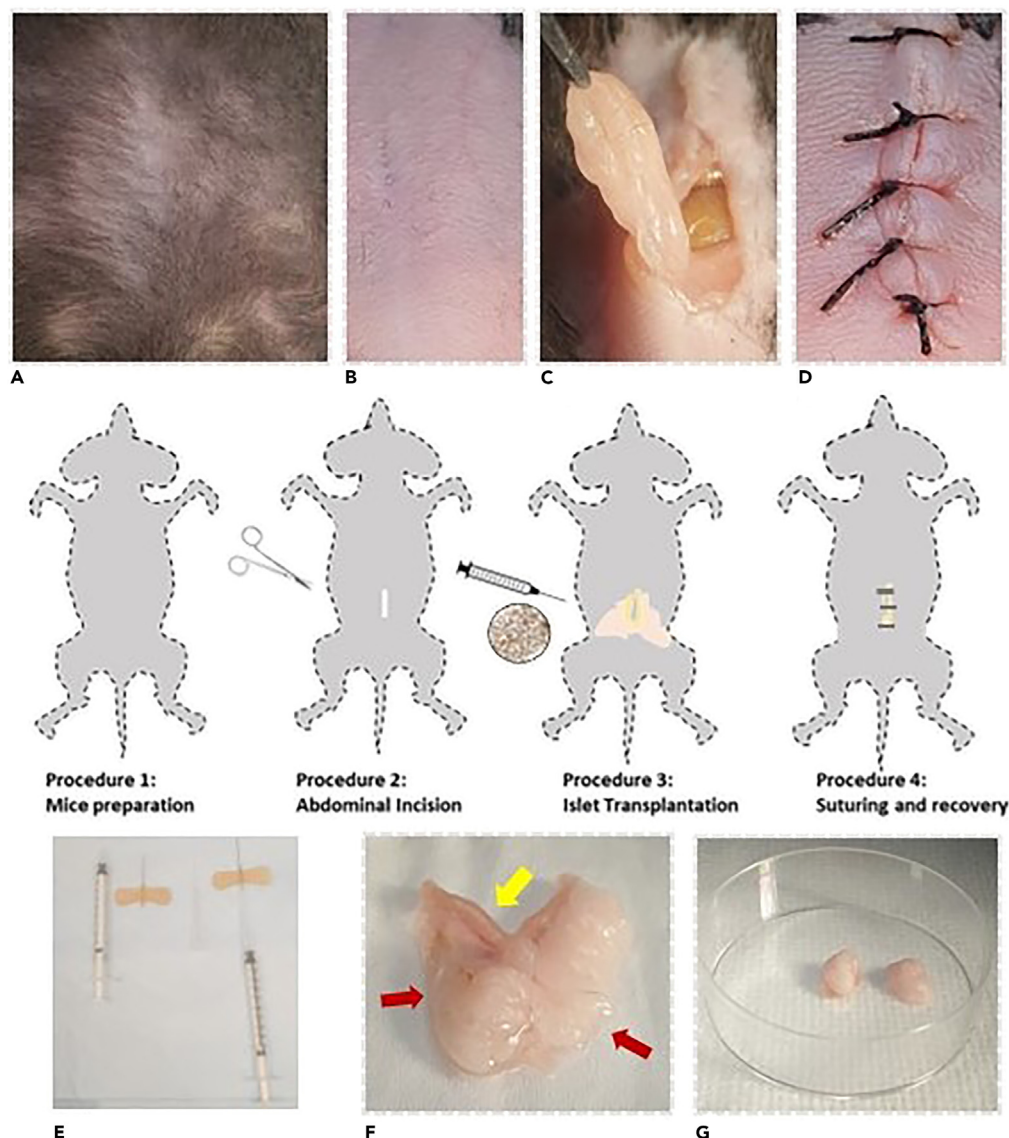 A
B
C
D
Procedure 1:
Mice preparation
Procedure 2:
Abdominal Incision
Procedure 3:
Islet Transplantation
Procedure 4:
Suturing and recovery
E
F
G